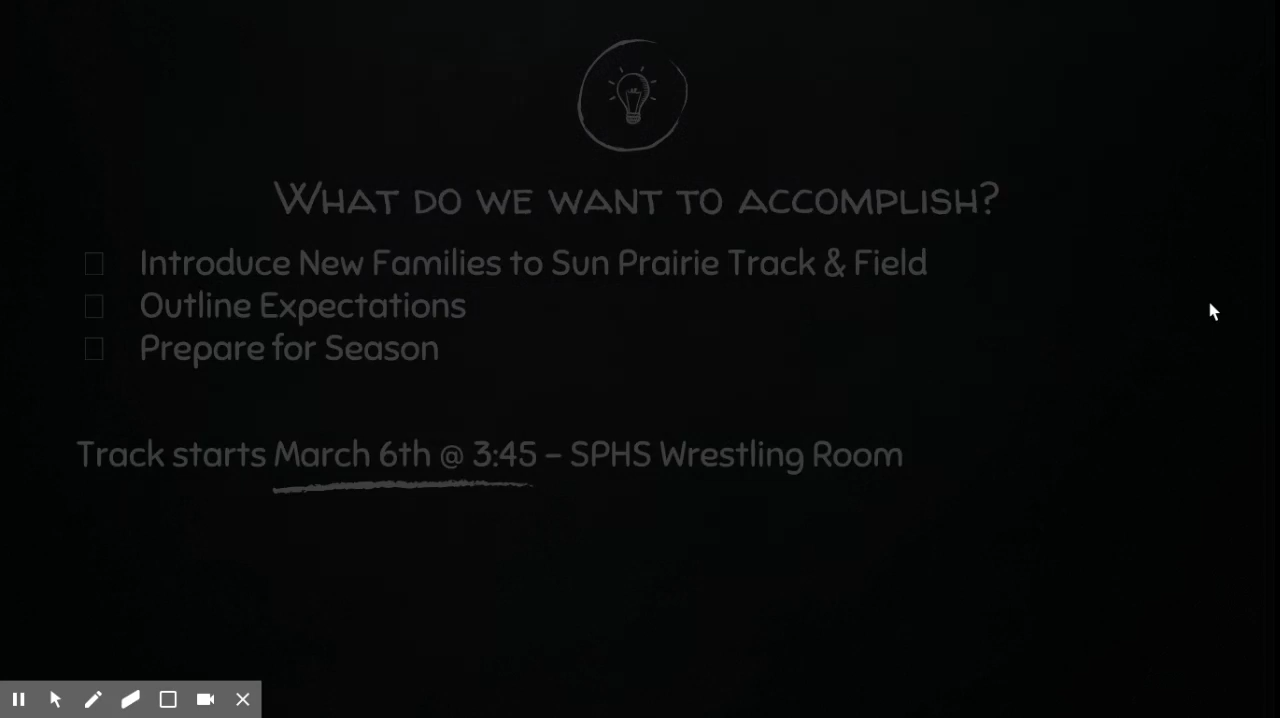 What do we want to accomplish?
Introduce New Families to Sun Prairie Track & Field
Outline Expectations
Prepare for Season
Track starts March 6th @ 3:45 – SPHS Wrestling Room